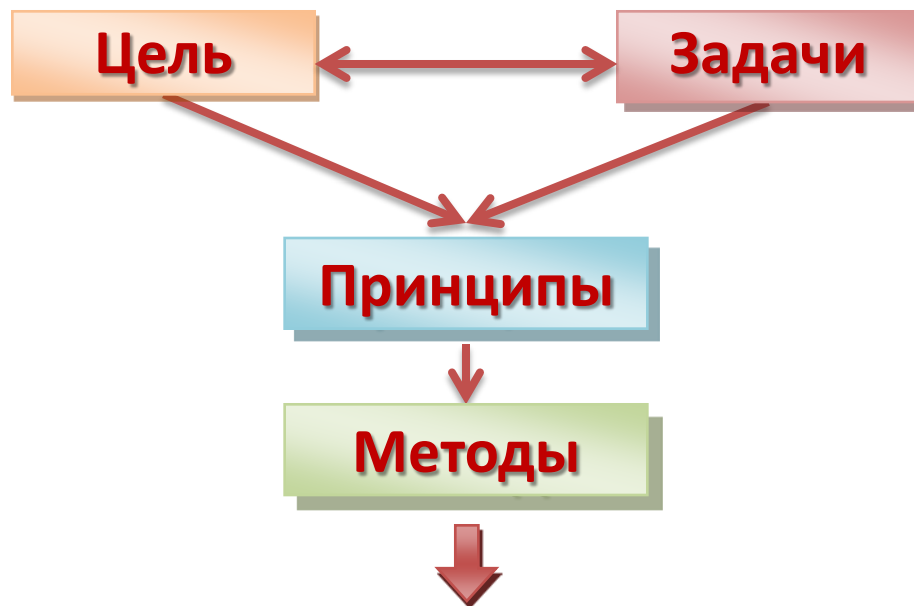 Цель
Задачи
Принципы
Методы